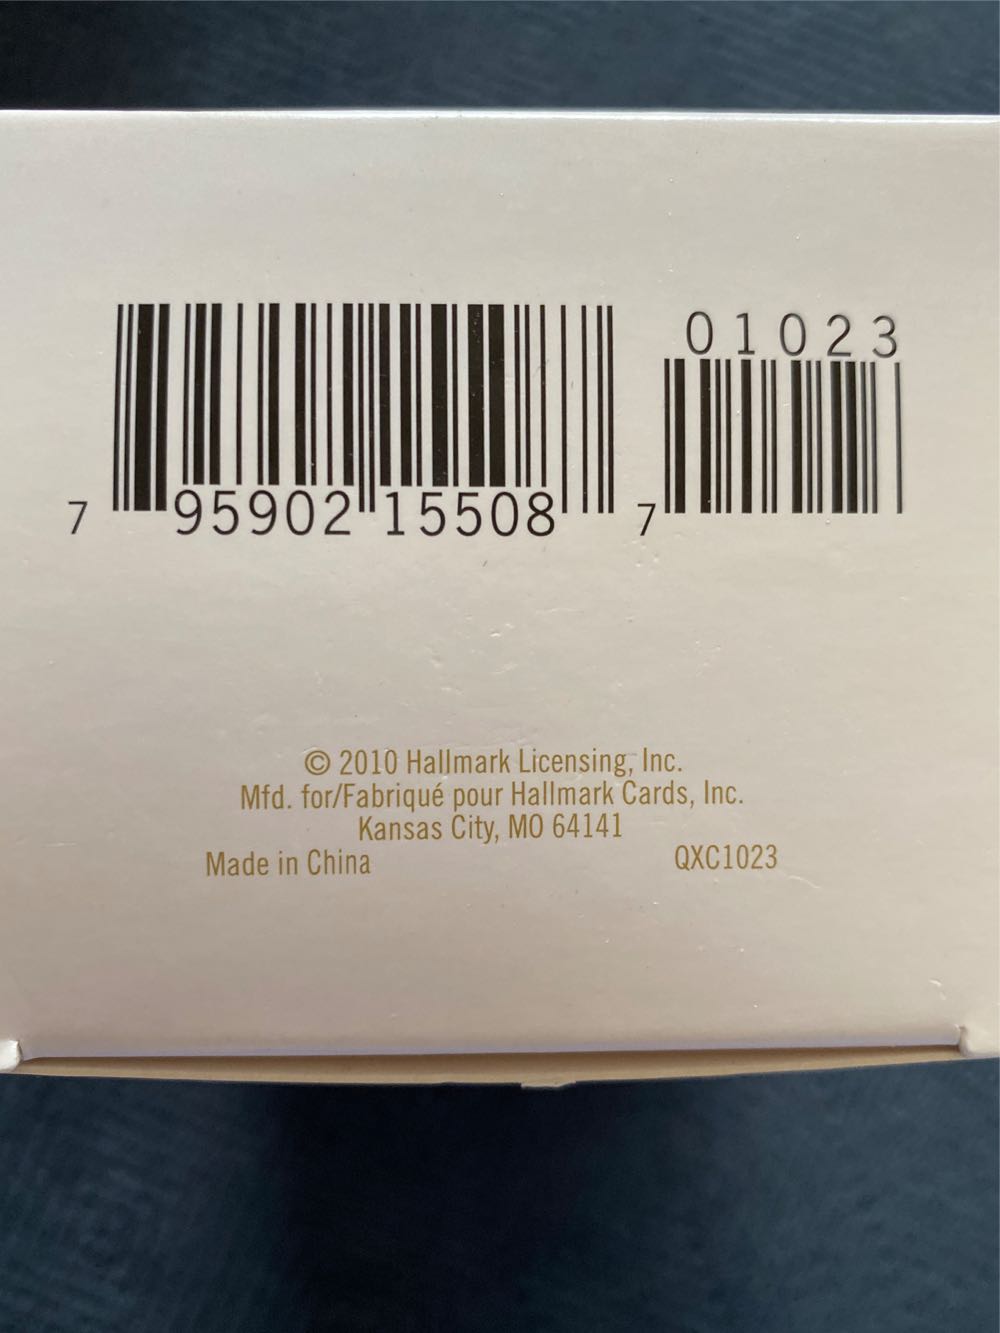 01023
7 95902 15508 7
© 2010 Hallmark Licensing, Inc.
Mfd. for/Fabriqué pour Hallmark Cards, Inc.
Kansas City, MO 64141
Made in China QXC1023